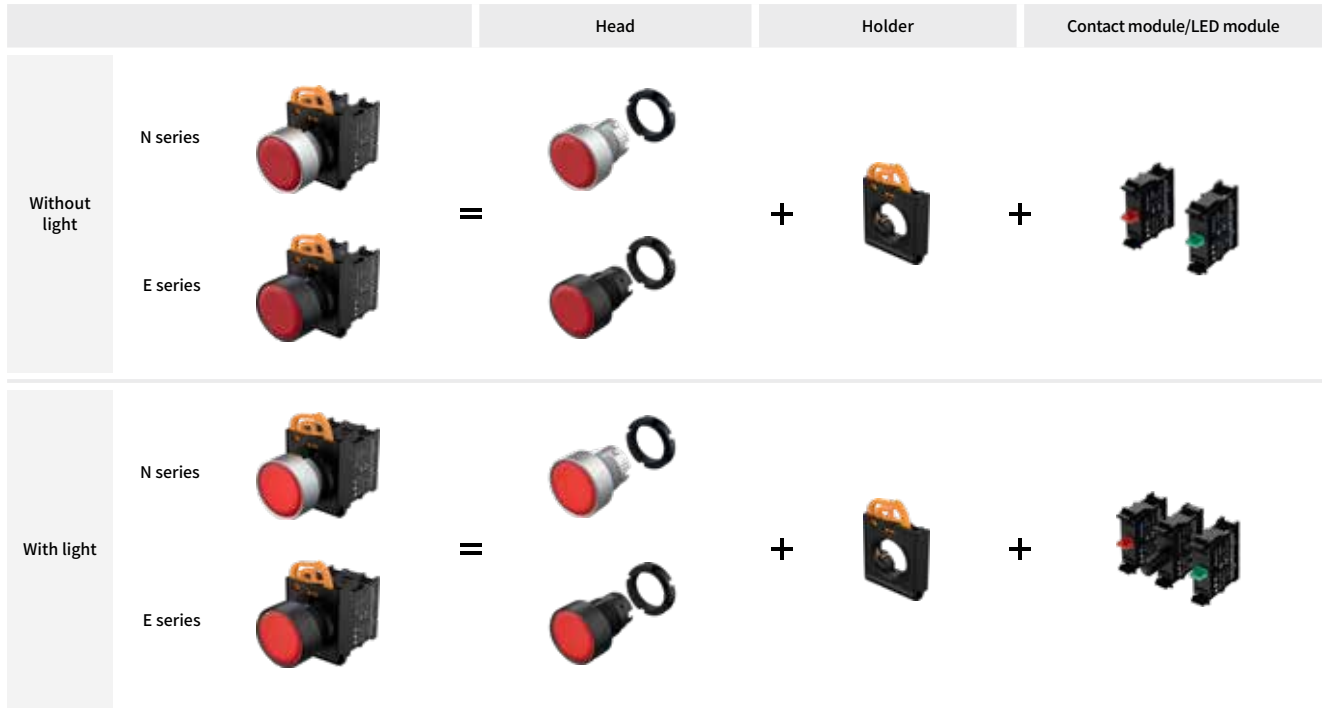 Head
Holder
Contact module/LED module
Without
light
N series
=
+
+
E series
With light
N series
=
+
+
E series